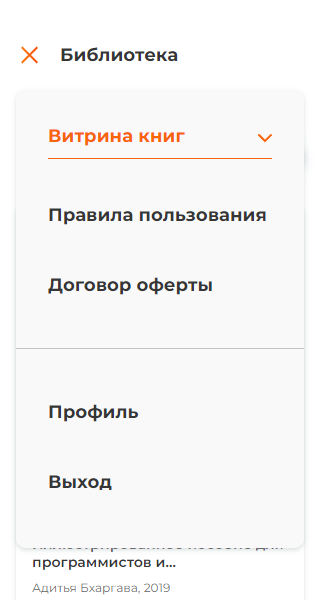 Библиотека
Витрина книг
Правила пользования
Договор оферты
Профиль
Выход
программистов и...
Адитья Бхаргава, 2019